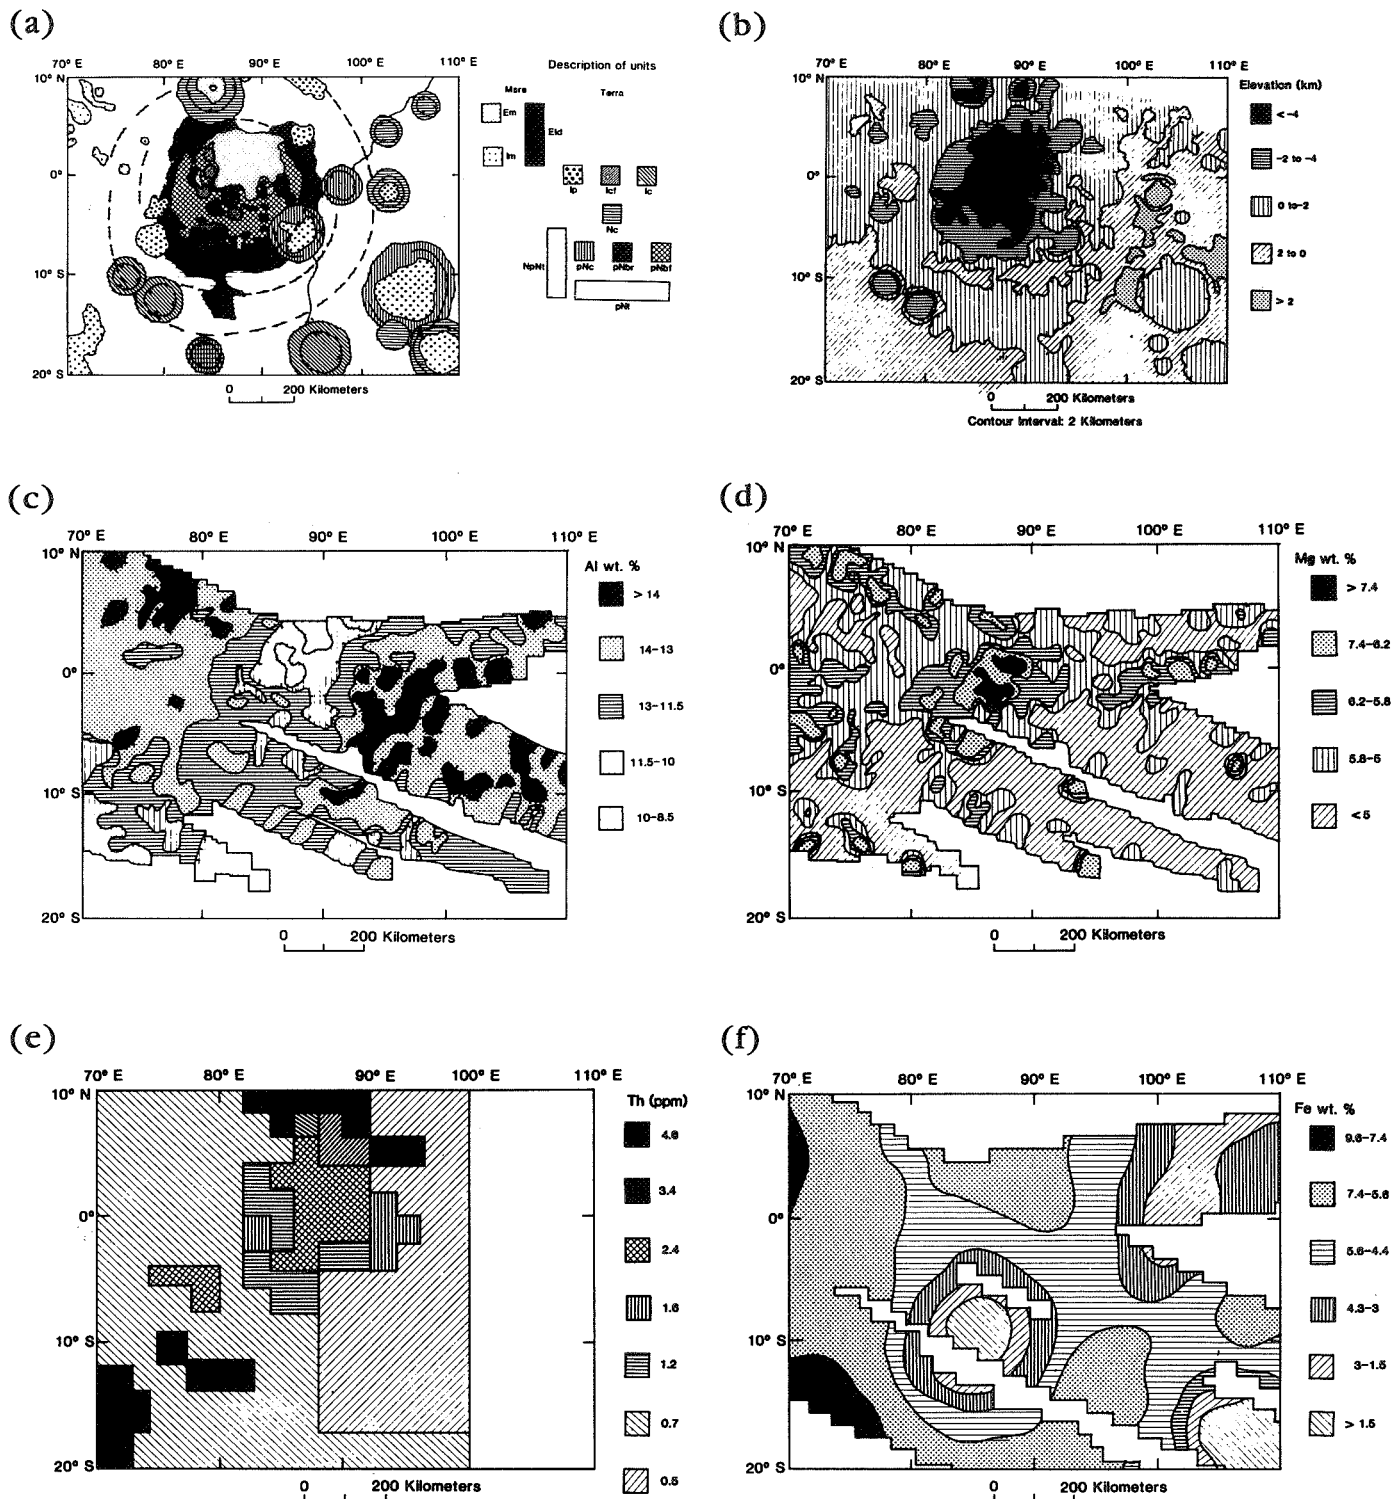 (a)
70° E 80° E 90° E 100° E 110° E
10° N
0°
10° S
20° S
0 200 Kilometers
Description of units
Mare Terra
Em
Eld
Im
Ip Icf Ic
Nc
NpNt
pNc pNbr pNbf
pNt
(b)
70° E 80° E 90° E 100° E 110° E
10° N
0°
10° S
20° S
0 200 Kilometers
Contour Interval: 2 Kilometers
Elevation (km)
< -4
-2 to -4
0 to -2
2 to 0
> 2
(c)
70° E 80° E 90° E 100° E 110° E
10° N
0°
10° S
20° S
0 200 Kilometers
Al wt. %
> 14
14-13
13-11.5
11.5-10
10-8.5
(d)
70° E 80° E 90° E 100° E 110° E
10° N
0°
10° S
20° S
0 200 Kilometers
Mg wt. %
> 7.4
7.4-6.2
6.2-5.8
5.8-5
< 5
(e)
70° E 80° E 90° E 100° E 110° E
10° N
0°
10° S
20° S
0 200 Kilometers
Th (ppm)
4.6
3.4
2.4
1.6
1.2
0.7
0.5
(f)
70° E 80° E 90° E 100° E 110° E
10° N
0°
10° S
20° S
0 200 Kilometers
Fe wt. %
9.6-7.4
7.4-5.6
5.6-4.4
4.3-3
3-1.5
> 1.5